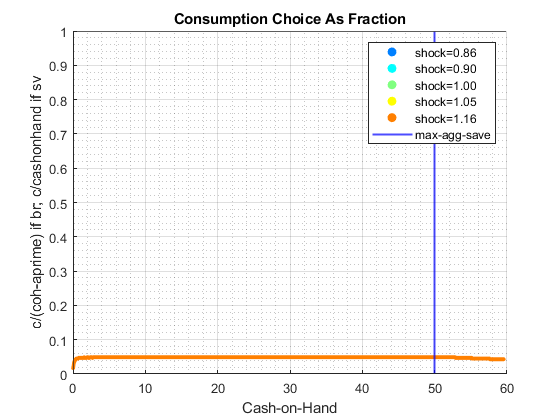 Consumption Choice As Fraction
c/(coh-aprime) if br, c/cashonhand if sv
1
0.9
0.8
0.7
0.6
0.5
0.4
0.3
0.2
0.1
0
shock=0.86
shock=0.90
shock=1.00
shock=1.05
shock=1.16
max-agg-save
0 10 20 30 40 50 60
Cash-on-Hand